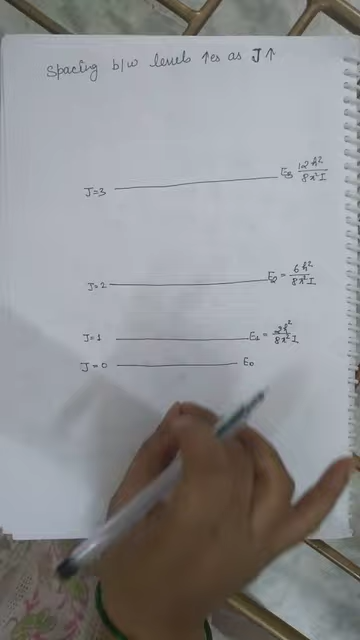 Spacing b/w levels ↑es as J ↑
J=3 E3 12h²/8π²I
J=2 E2 = 6h²/8π²I
J=1 E1 = 2h²/8π²I
J=0 E0